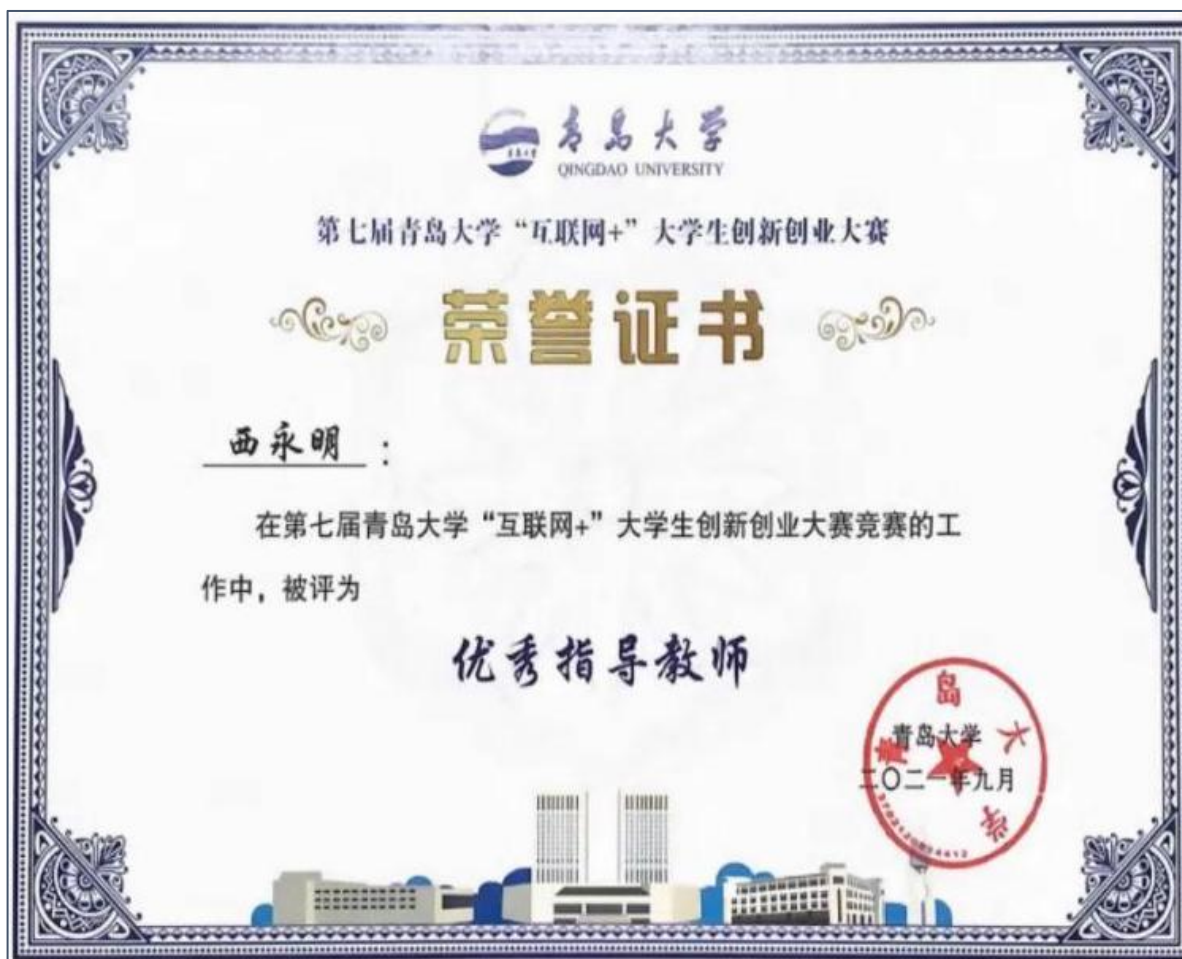 青岛大学
QINGDAO UNIVERSITY
第七届青岛大学“互联网+”大学生创新创业大赛
荣誉证书
西永明：
在第七届青岛大学“互联网+”大学生创新创业大赛竞赛的工
作中，被评为
优秀指导教师
青岛大学
青岛大学
二〇二一年九月